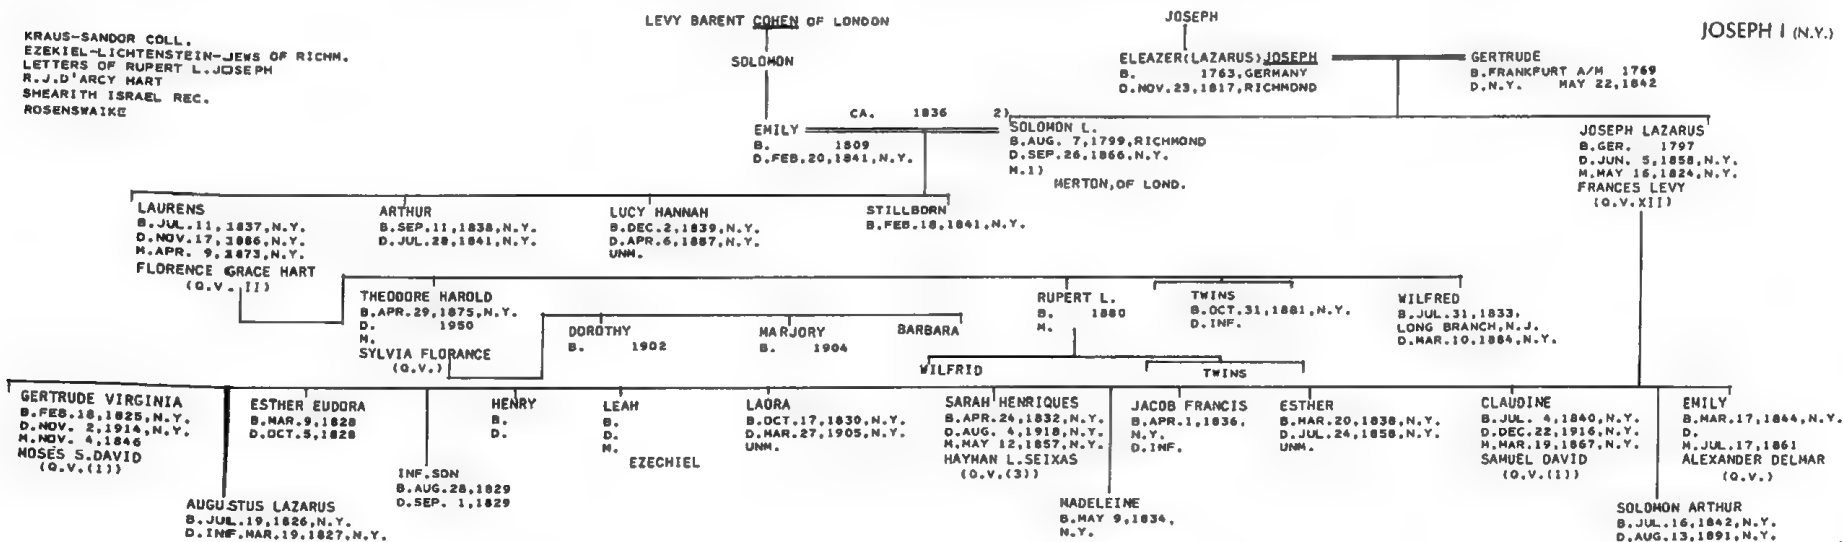 JOSEPH I (N.Y.)
KRAUS-SANDOR COLL.
EZEKIEL-LICHTENSTEIN-JEWS OF RICHM.
LETTERS OF RUPERT L.JOSEPH
R.J.D'ARCY HART
SHEARITH ISRAEL REC.
ROSENSWAIKE
LEVY BARENT COHEN OF LONDON
SOLOMON
JOSEPH
ELEAZER(LAZARUS)JOSEPH
B. 1763,GERMANY
D.NOV.23,1817,RICHMOND
GERTRUDE
B.FRANKFURT A/M 1769
D.N.Y. MAY 22,1842
EMILY
B. 1809
D.FEB.20,1841,N.Y.
CA. 1836 2)
SOLOMON L.
B.AUG. 7,1799,RICHMOND
D.SEP.26,1866,N.Y.
M.1)
MERTON,OF LOND.
JOSEPH LAZARUS
B.GER. 1797
D.JUN. 5,1858,N.Y.
M.MAY 16,1824,N.Y.
FRANCES LEVY
(Q.V.XII)
LAURENS
B.JUL.11, 1837,N.Y.
D.NOV.17,1886,N.Y.
M.APR. 9,1873,N.Y.
FLORENCE GRACE HART
(Q.V. II)
ARTHUR
B.SEP.11,1838,N.Y.
D.JUL.28,1841,N.Y.
LUCY HANNAH
B.DEC.2,1839,N.Y.
D.APR.6,1887,N.Y.
UNM.
STILLBORN
B.FEB.18,1841,N.Y.
THEODORE HAROLD
B.APR.29,1875,N.Y.
D. 1950
M.
SYLVIA FLORANCE
(Q.V.)
RUPERT L.
B. 1880
M.
TWINS
B.OCT.31,1881,N.Y.
D.INF.
WILFRED
B.JUL.31,1833,
LONG BRANCH,N.J.
D.MAR.10,1884,N.Y.
DOROTHY
B. 1902
MARJORY
B. 1904
BARBARA
WILFRID
TWINS
GERTRUDE VIRGINIA
B.FEB.18,1825,N.Y.
D.NOV. 2,1914,N.Y.
M.NOV. 4,1846
MOSES S.DAVID
(Q.V.(1))
AUGUSTUS LAZARUS
B.JUL.19,1826,N.Y.
D.INF.MAR.19,1827,N.Y.
ESTHER EUDORA
B.MAR.9,1828
D.OCT.5,1828
INF.SON
B.AUG.28,1829
D.SEP. 1,1829
HENRY
B.
D.
LEAH
B.
D.
M.
EZECHIEL
LAORA
B.OCT.17,1830,N.Y.
D.MAR.27,1905,N.Y.
UNM.
SARAH HENRIQUES
B.APR.24,1832,N.Y.
D.AUG. 4,1918,N.Y.
M.MAY 12,1857,N.Y.
HAYMAN L.SEIXAS
(Q.V.(3))
MADELEINE
B.MAY 9,1834,
N.Y.
JACOB FRANCIS
B.APR.1,1836,
N.Y.
D.INF.
ESTHER
B.MAR.20,1838,N.Y.
D.JUL.24,1858,N.Y.
UNM.
CLAUDINE
B.JUL. 4,1840,N.Y.
D.DEC.22,1916,N.Y.
M.MAR.19,1867,N.Y.
SAMUEL DAVID
(Q.V.(1))
SOLOMON ARTHUR
B.JUL.16,1842,N.Y.
D.AUG.13,1891,N.Y.
EMILY
B.MAR.17,1844,N.Y.
D.
M.JUL.17,1861
ALEXANDER DELMAR
(Q.V.)